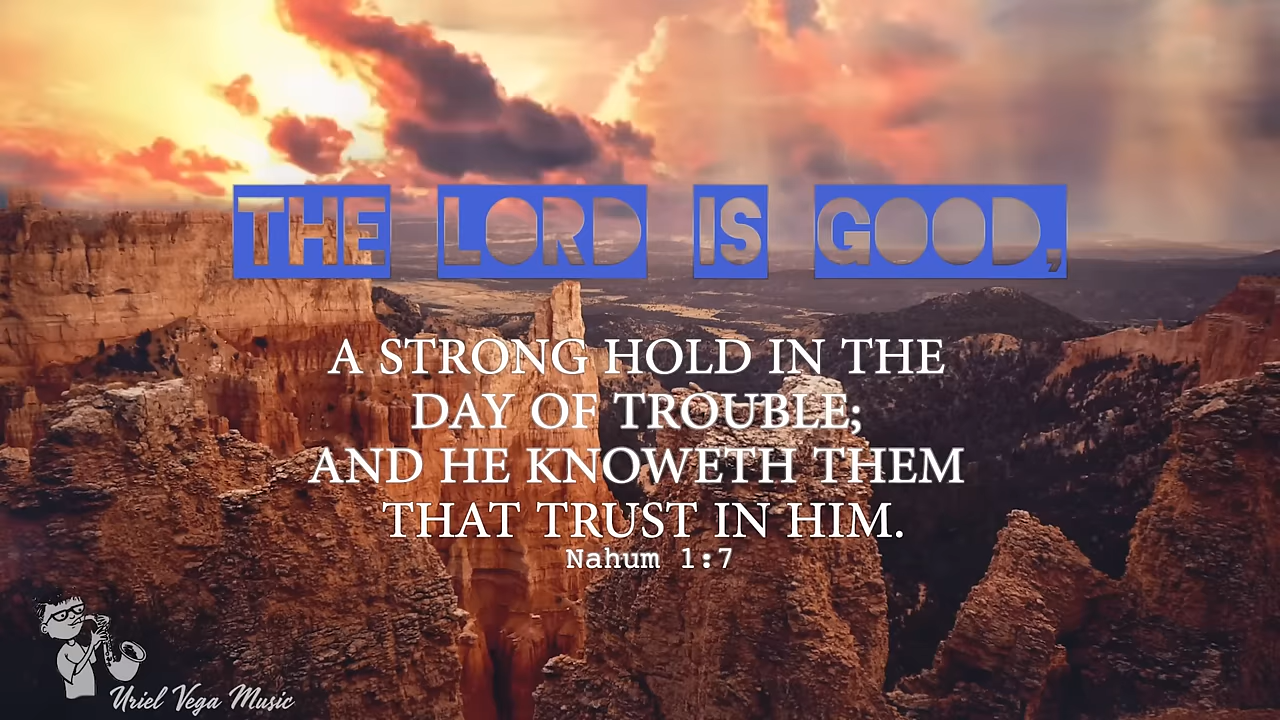 THE LORD IS GOOD,
A STRONG HOLD IN THE
DAY OF TROUBLE;
AND HE KNOWETH THEM
THAT TRUST IN HIM.
Nahum 1:7
Uriel Vega Music